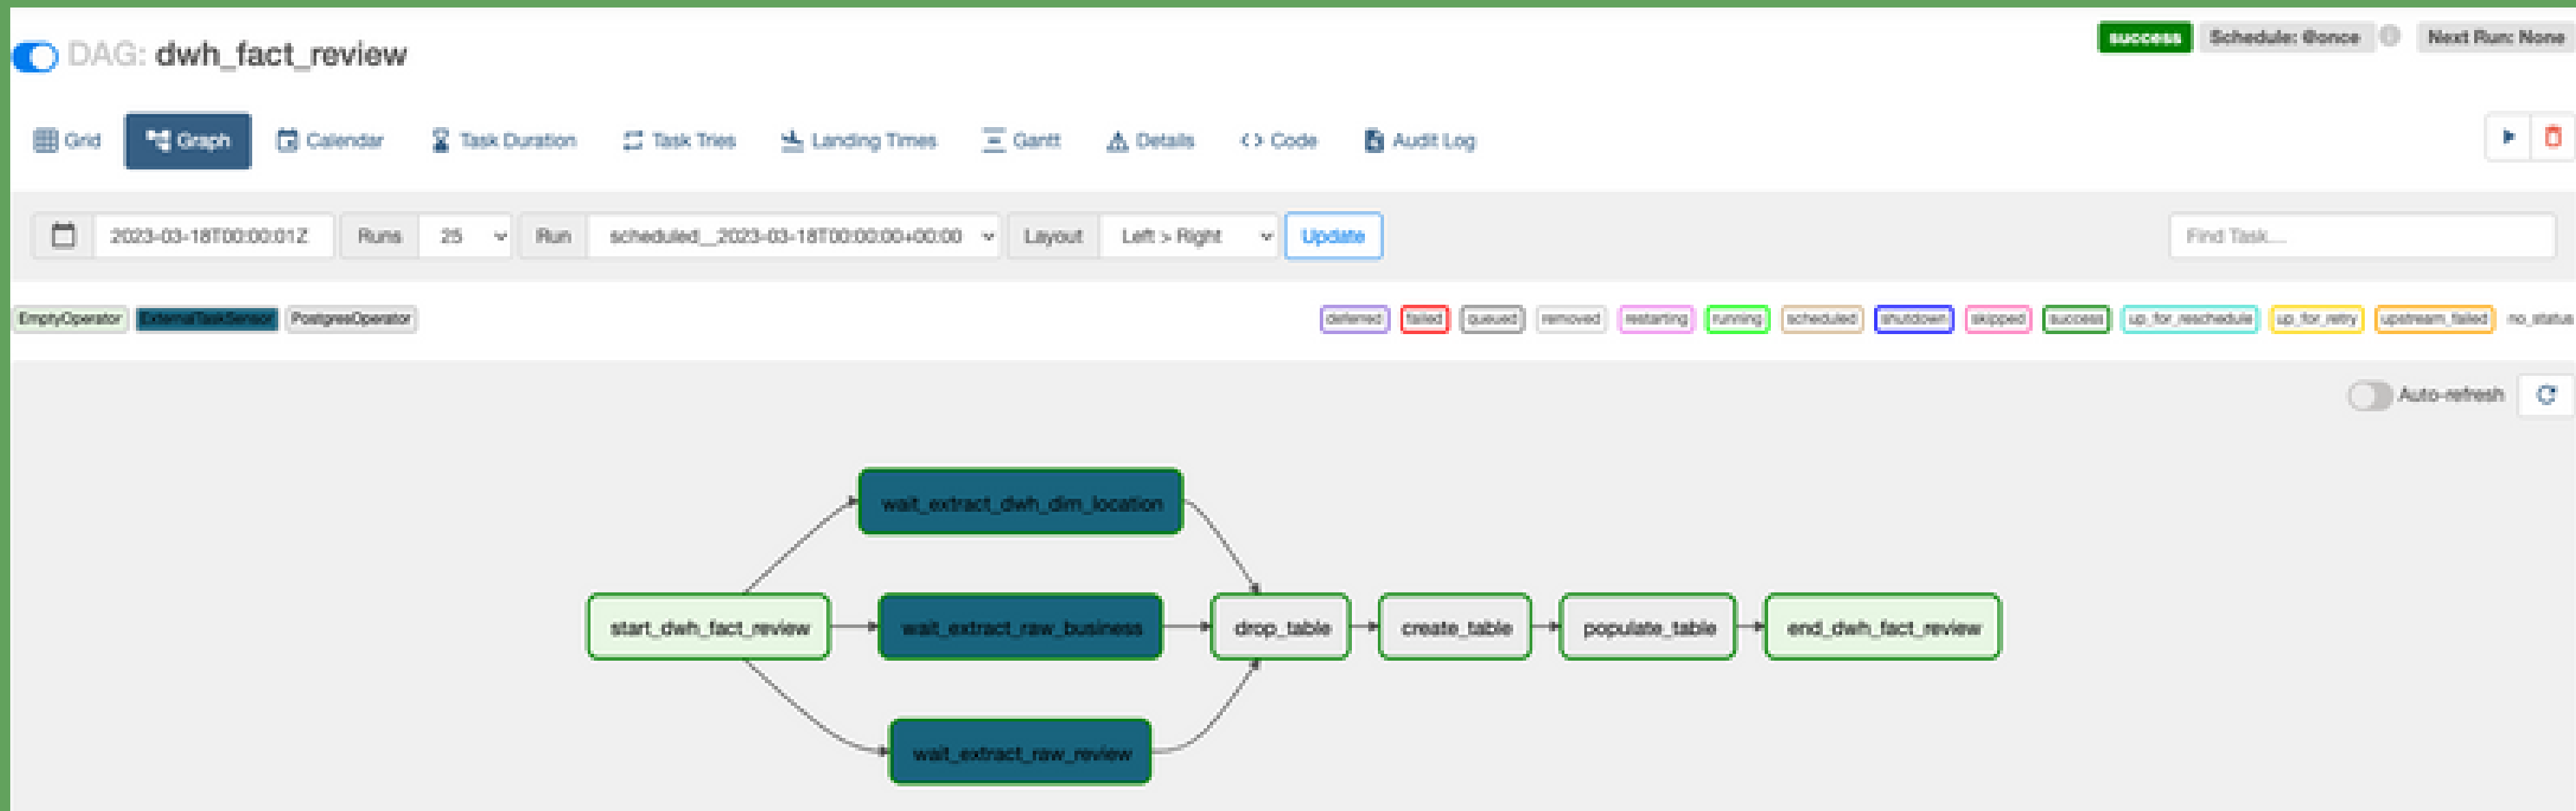 DAG: dwh_fact_review
success Schedule: @once Next Run: None
Grid Graph Calendar Task Duration Task Tries Landing Times Gantt Details Code Audit Log
2023-03-18T00:00:01Z Runs 25 Run scheduled__2023-03-18T00:00:00+00:00 Layout Left > Right Update Find Task...
EmptyOperator ExternalTaskSensor PostgresOperator deferred failed queued removed restarting running scheduled shutdown skipped success up_for_reschedule up_for_retry upstream_failed no_status
Auto-refresh
wait_extract_dwh_dim_location
start_dwh_fact_review wait_extract_raw_business drop_table create_table populate_table end_dwh_fact_review
wait_extract_raw_review